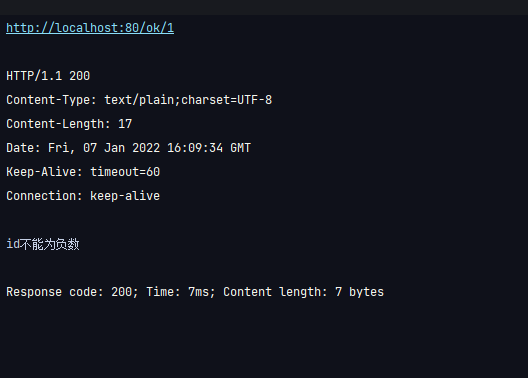 http://localhost:80/ok/1
HTTP/1.1 200
Content-Type: text/plain;charset=UTF-8
Content-Length: 17
Date: Fri, 07 Jan 2022 16:09:34 GMT
Keep-Alive: timeout=60
Connection: keep-alive
id不能为负数
Response code: 200; Time: 7ms; Content length: 7 bytes